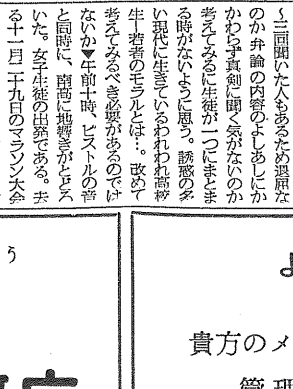 ～三回聞いた人もあるため退屈な
のか弁論の内容のよしあしにか
かわらず真剣に聞く気がないのか
考えてみるに生徒が一つにまとま
る時がないように思う。誘惑の多
い現代に生きているわれわれ高校
生！若者のモラルとは…。改めて
考えてみるべき必要があるのでは
ないか▼午前十時、ピストルの音
と同時に、南高に地響きがとどろ
いた。女子生徒の出発である。去
る十一月二十九日のマラソン大会
よ
貴方のメ
管理
う